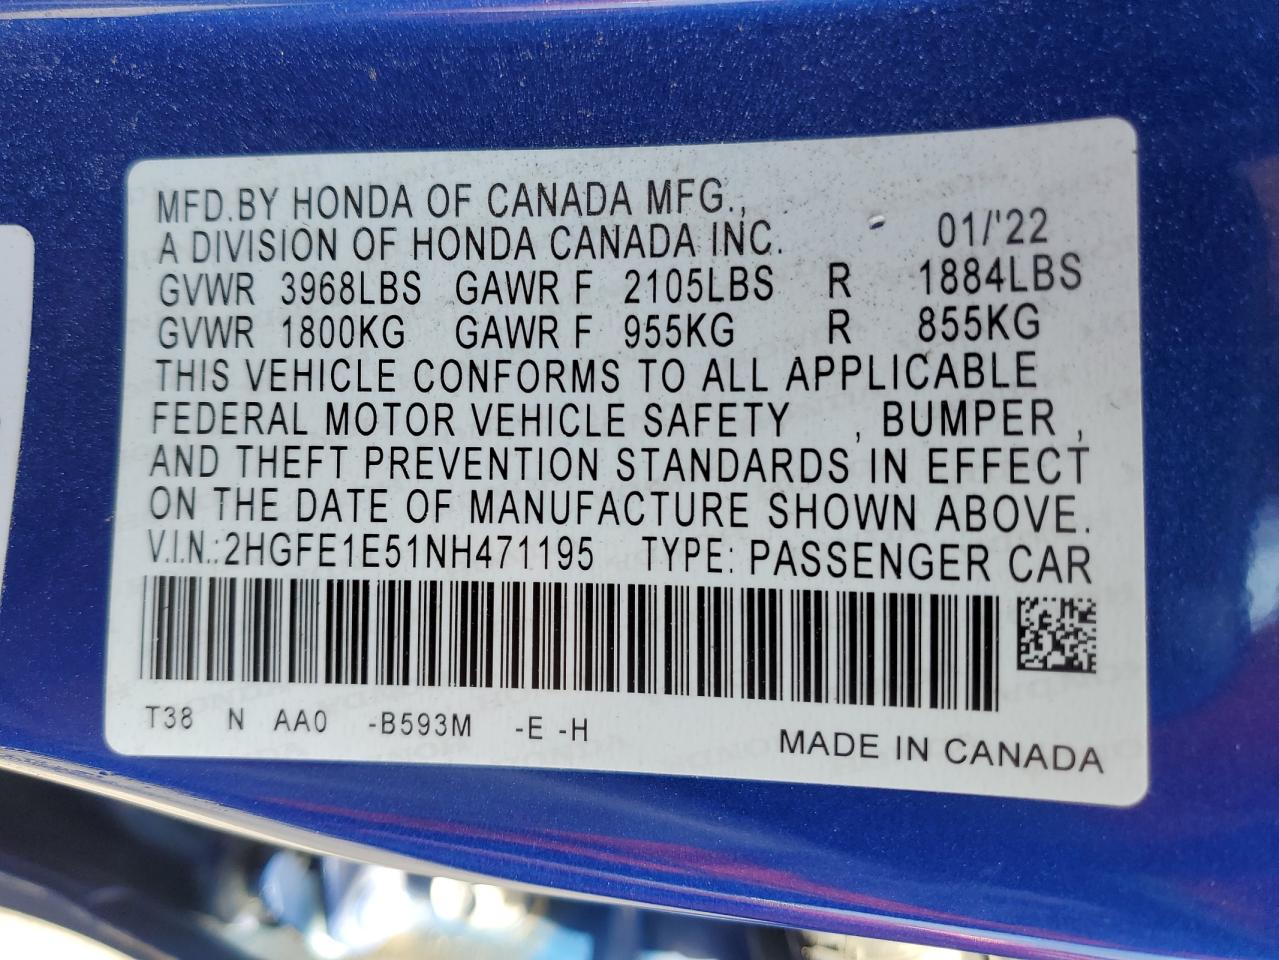 MFD.BY HONDA OF CANADA MFG.,
A DIVISION OF HONDA CANADA INC. 01/'22
GVWR 3968LBS GAWR F 2105LBS R 1884LBS
GVWR 1800KG GAWR F 955KG R 855KG
THIS VEHICLE CONFORMS TO ALL APPLICABLE
FEDERAL MOTOR VEHICLE SAFETY , BUMPER ,
AND THEFT PREVENTION STANDARDS IN EFFECT
ON THE DATE OF MANUFACTURE SHOWN ABOVE.
V.I.N.:2HGFE1E51NH471195 TYPE: PASSENGER CAR
T38 N AA0 -B593M -E -H
MADE IN CANADA